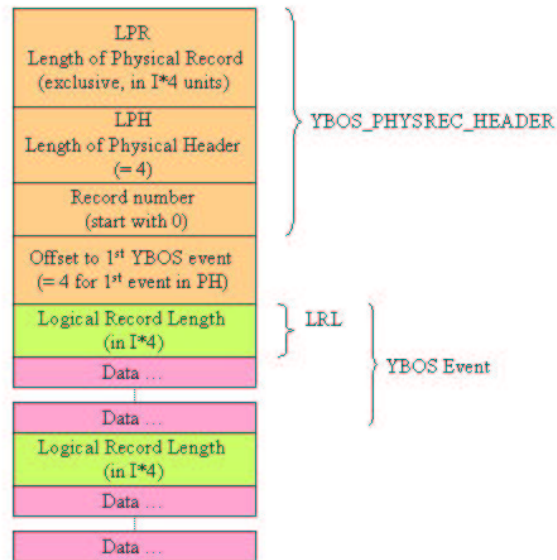 LPR
Length of Physical Record
(exclusive, in I*4 units)
YBOS_PHYSREC_HEADER
LPH
Length of Physical Header
(= 4)
Record number
(start with 0)
Offset to 1st YBOS event
(= 4 for 1st event in PH)
Logical Record Length
(in I*4)
LRL
Data ...
YBOS Event
Data ...
Logical Record Length
(in I*4)
Data ...
Data ...